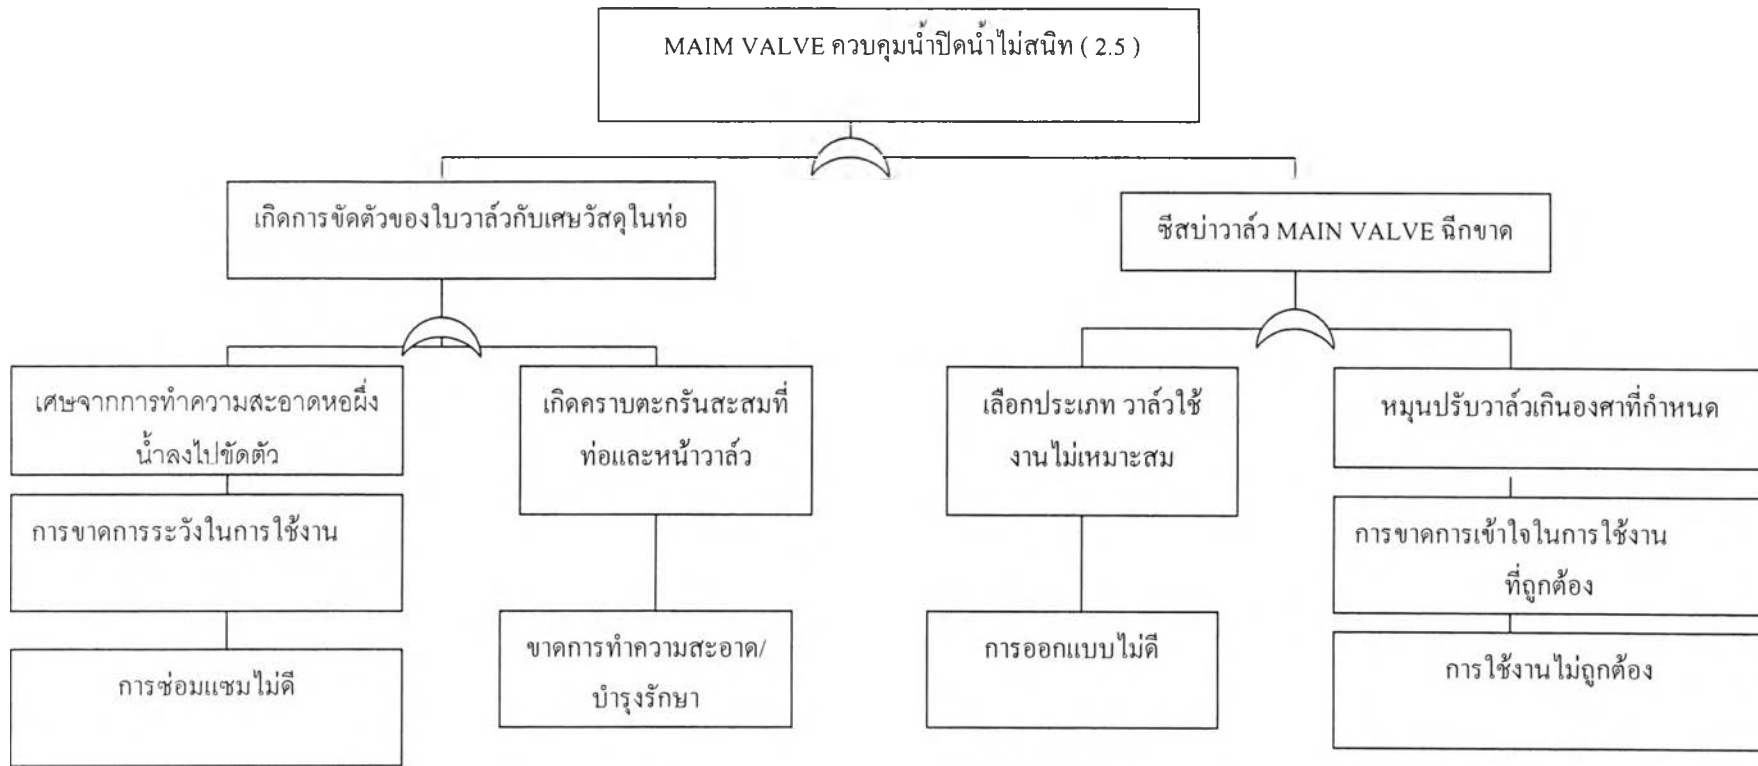 MAIM VALVE ควบคุมน้ำปิดน้ำไม่สนิท ( 2.5 )
เกิดการขัดตัวของใบวาล์วกับเศษวัสดุในท่อ
ซีสบ่าวาล์ว MAIN VALVE ฉีกขาด
เศษจากการทำความสะอาดหอผึ่ง
น้ำลงไปขัดตัว
เกิดคราบตะกรันสะสมที่
ท่อและหน้าวาล์ว
เลือกประเภท วาล์วใช้
งานไม่เหมาะสม
หมุนปรับวาล์วเกินองศาที่กำหนด
การขาดการระวังในการใช้งาน
การขาดการเข้าใจในการใช้งาน
ที่ถูกต้อง
การซ่อมแซมไม่ดี
ขาดการทำความสะอาด/
บำรุงรักษา
การออกแบบไม่ดี
การใช้งานไม่ถูกต้อง